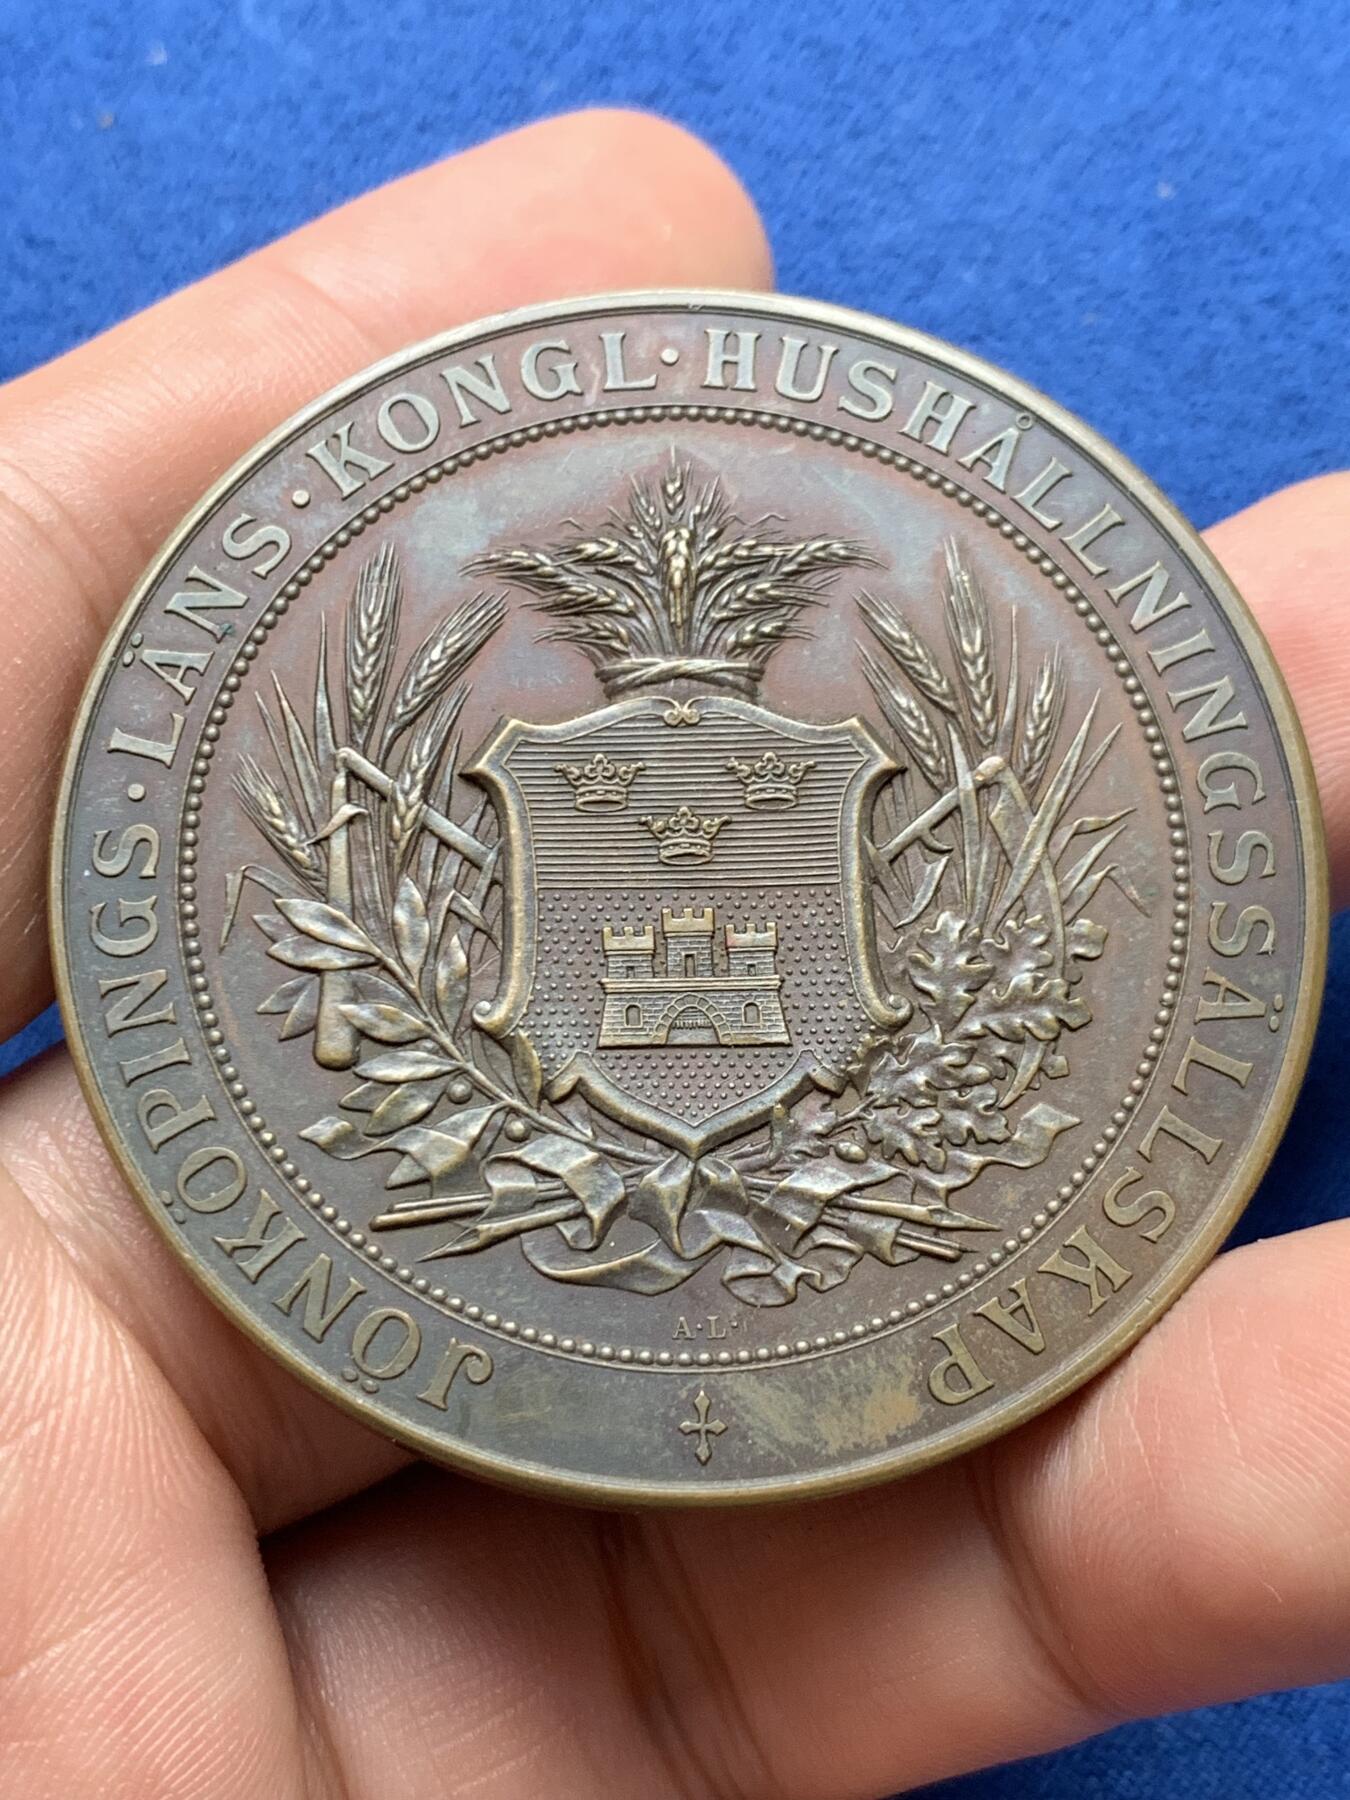 JÖNKÖPINGS · LÄNS · KONGL · HUSHÅLLNINGSSÄLLSKAP
A·L·